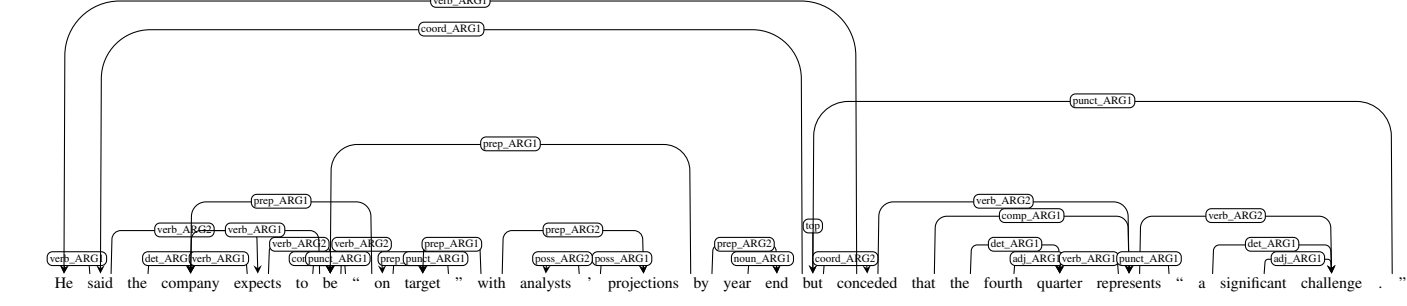 verb_ARG1
coord_ARG1
punct_ARG1
prep_ARG1
prep_ARG1 verb_ARG2
comp_ARG1
verb_ARG2
verb_ARG2 verb_ARG1 prep_ARG2 top
verb_ARG2 verb_ARG2 prep_ARG1 prep_ARG2 det_ARG1 det_ARG1
verb_ARG1 det_ARG1 verb_ARG1 punct_ARG1 punct_ARG1 poss_ARG2 poss_ARG1 noun_ARG1 coord_ARG2 adj_ARG1 verb_ARG1 punct_ARG1 adj_ARG1
He said the company expects to be “ on target ” with analysts ’ projections by year end but conceded that the fourth quarter represents “ a significant challenge . ”